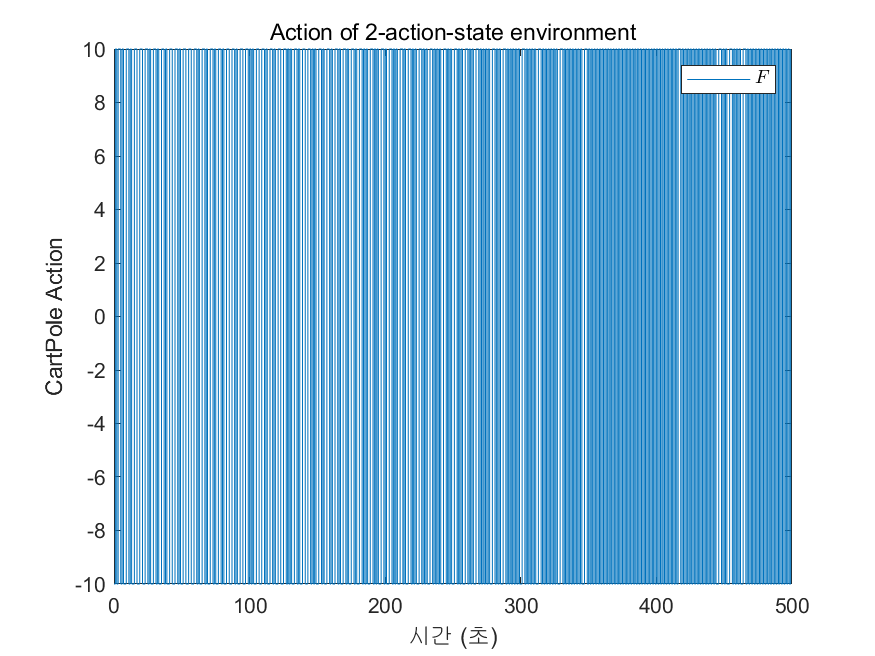 Action of 2-action-state environment
F
10
8
6
4
2
0
-2
-4
-6
-8
-10
CartPole Action
0 100 200 300 400 500
시간 (초)